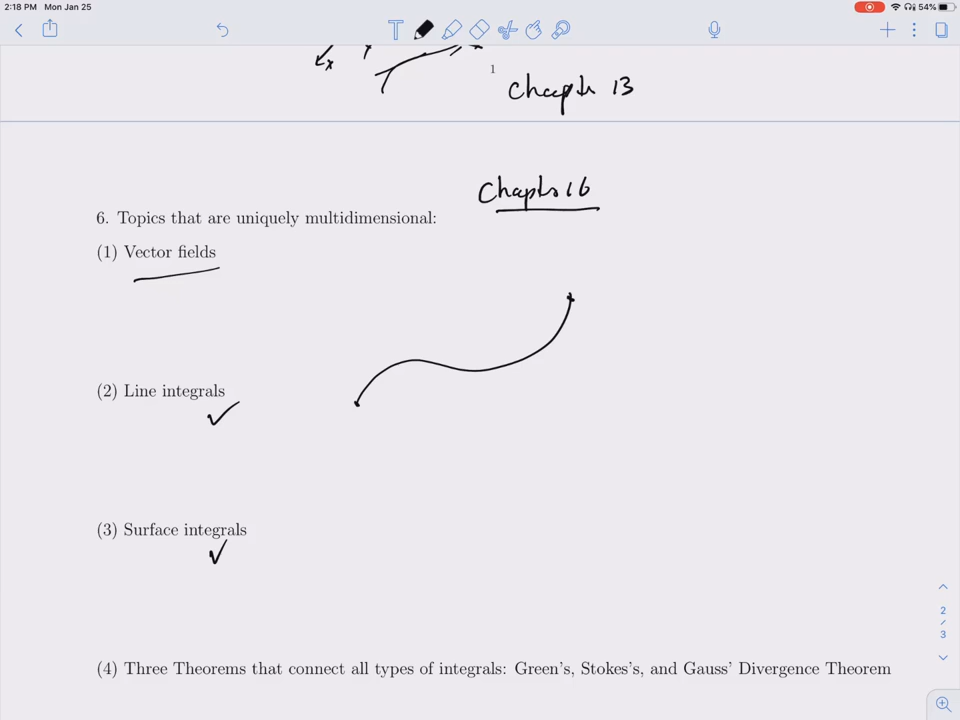 2:18 PM Mon Jan 25
54%
1
Chapter 13
Chapter 16
6. Topics that are uniquely multidimensional:
(1) Vector fields
(2) Line integrals
(3) Surface integrals
2
/
3
(4) Three Theorems that connect all types of integrals: Green's, Stokes's, and Gauss' Divergence Theorem